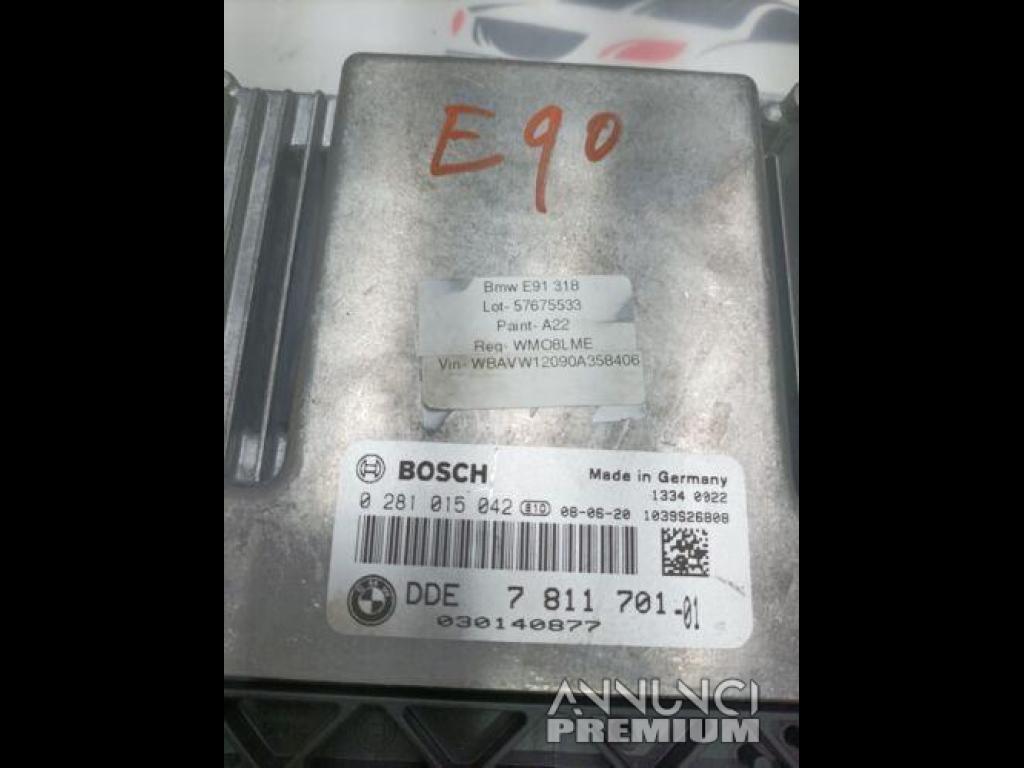 E90
Bmw E91 318
Lot- 57675533
Paint- A22
Reg- WMO8LME
Vin- WBAVW12090A358406
BOSCH
Made in Germany
1334 0922
0 281 015 042 E10 08-06-20 1039S26808
DDE 7 811 701-01
030140877
ANNUNCI
PREMIUM